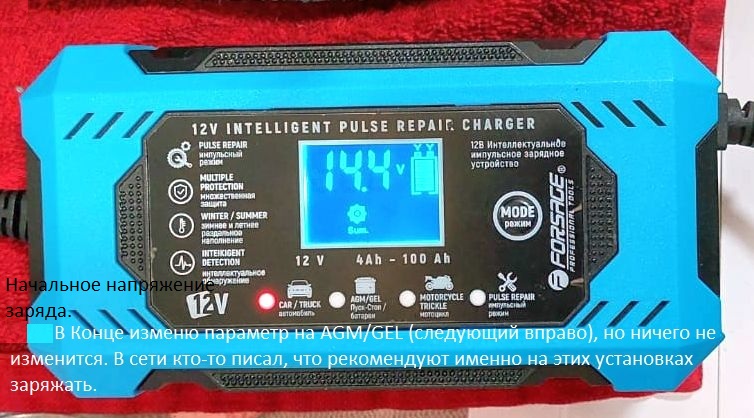 12V INTELLIGENT PULSE REPAIR CHARGER
PULSE REPAIR
импульсный
режим
MULTIPLE
PROTECTION
множественная
защита
WINTER / SUMMER
зимнее и летнее
раздальное
наполнение
INTEIKIGENT
DETECTION
интеллектуальное
обнаружение
12V
14.4 v
Sum.
12 V 4Ah - 100 Ah
12В Интеллектуальное
импульсное зарядное
устройство
MODE
режим
FORSAGE®
PROFESSIONAL TOOLS
CAR / TRUCK
автомобиль
AGM/GEL
Пуск-Стоп /
батареи
MOTORCYCLE
TRICKLE
мотоцикл
PULSE REPAIR
импульсный
режим
Начальное напряжение
заряда.
В Конце изменю параметр на AGM/GEL (следующий вправо), но ничего не
изменится. В сети кто-то писал, что рекомендуют именно на этих установках
заряжать.